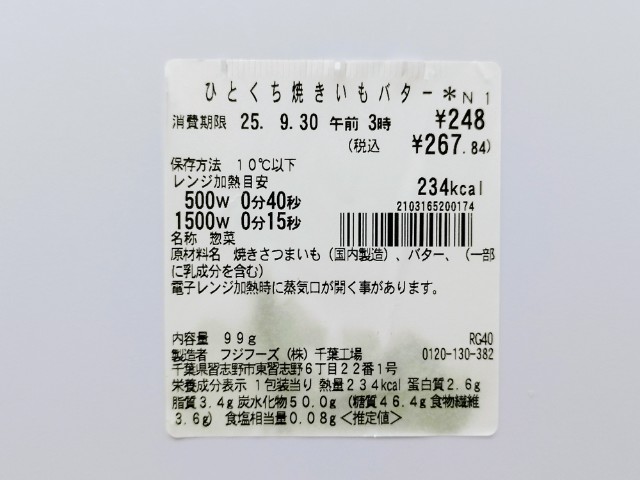 ひとくち焼きいもバター＊N1
消費期限 25. 9.30 午前 3時 ¥248
(税込 ¥267.84)
保存方法 10℃以下
レンジ加熱目安 234kcal
500W 0分40秒 2103165200174
1500W 0分15秒
名称 惣菜
原材料名 焼きさつまいも（国内製造）、バター、（一部
に乳成分を含む）
電子レンジ加熱時に蒸気口が開く事があります。
内容量 99g RG40
製造者 フジフーズ（株）千葉工場 0120-130-382
千葉県習志野市東習志野6丁目22番1号
栄養成分表示 1包装当り 熱量234kcal 蛋白質2.6g
脂質3.4g 炭水化物50.0g （糖質46.4g 食物繊維
3.6g） 食塩相当量0.08g＜推定値＞